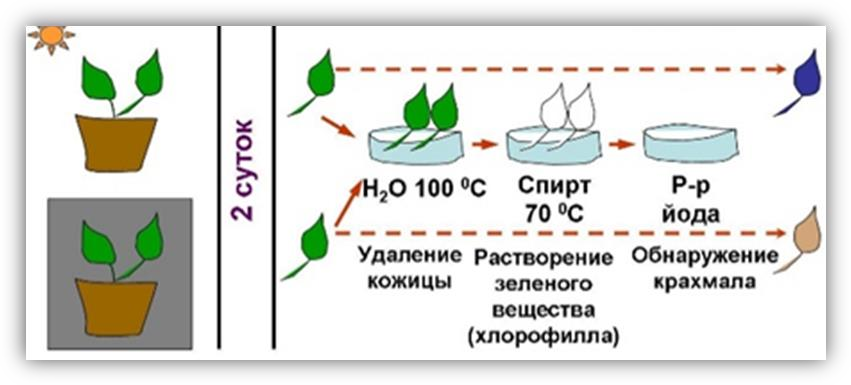 2 суток
H₂O 100 ⁰C
Удаление
кожицы
Спирт
70 ⁰C
Растворение
зеленого
вещества
(хлорофилла)
Р-р
йода
Обнаружение
крахмала